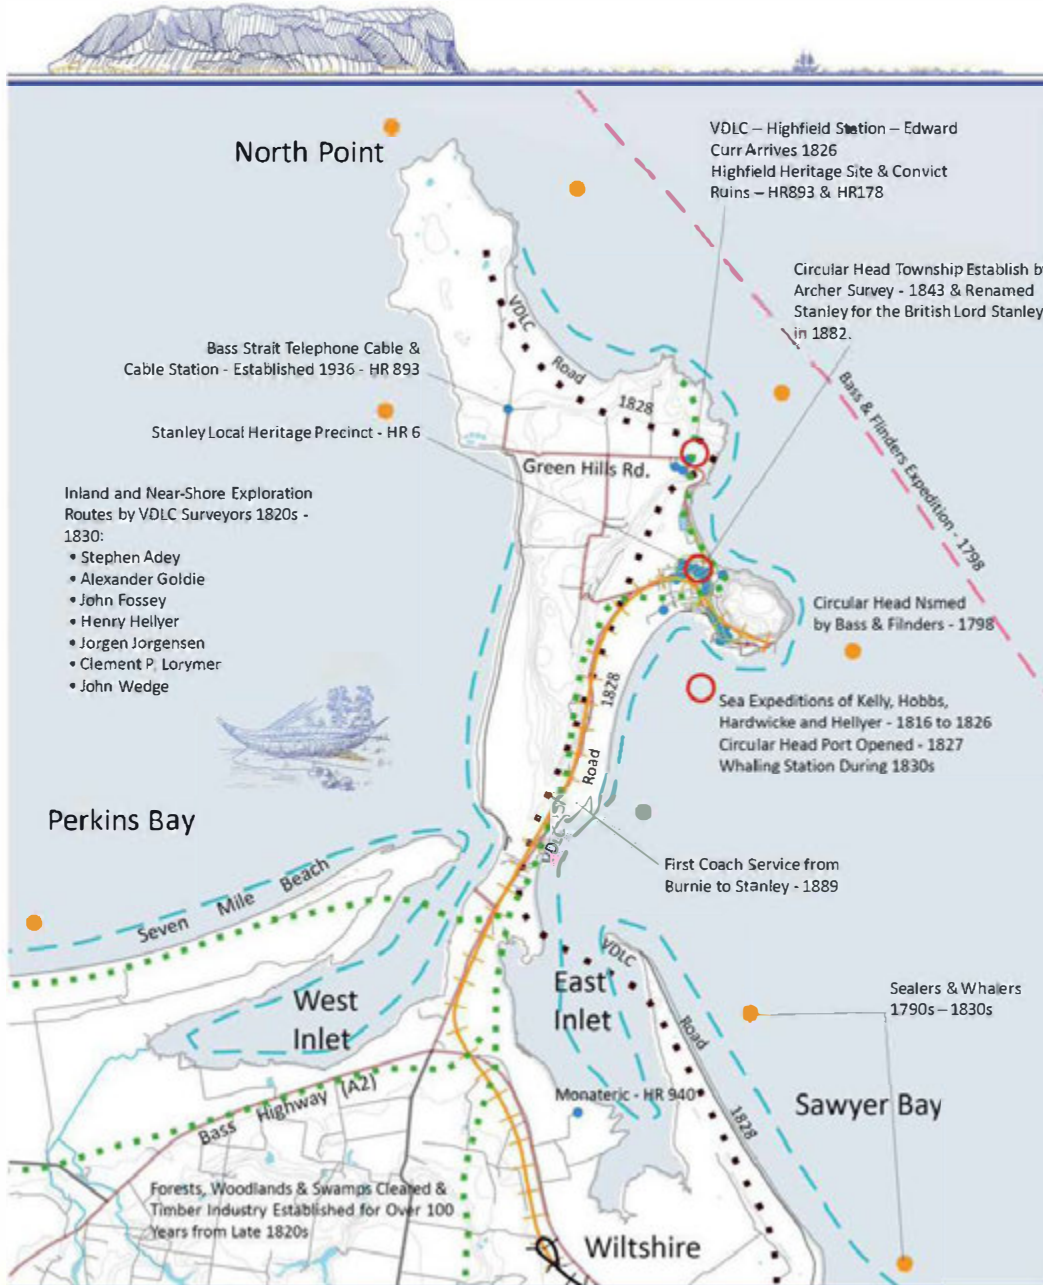 North Point
VDLC – Highfield Station – Edward
Curr Arrives 1826
Highfield Heritage Site & Convict
Ruins – HR893 & HR178
Circular Head Township Establish
Archer Survey - 1843 & Renamed
Stanley for the British Lord Stanley
in 1882.
VDLC Road 1828
Bass Strait Telephone Cable &
Cable Station - Established 1936 - HR 893
Stanley Local Heritage Precinct - HR 6
Bass & Flinders Expedition - 1798
Green Hills Rd.
Inland and Near-Shore Exploration
Routes by VDLC Surveyors 1820s -
1830:
• Stephen Adey
• Alexander Goldie
• John Fossey
• Henry Hellyer
• Jorgen Jorgensen
• Clement P. Lorymer
• John Wedge
Circular Head Nsmed
by Bass & Filnders - 1798
Sea Expeditions of Kelly, Hobbs,
Hardwicke and Hellyer - 1816 to 1826
Circular Head Port Opened - 1827
Whaling Station During 1830s
VDLC Road 1828
Perkins Bay
First Coach Service from
Burnie to Stanley - 1889
Seven Mile Beach
West
Inlet
East
Inlet
VDLC Road 1828
Sealers & Whalers
1790s – 1830s
Bass Highway (A2)
Monateric - HR 940
Sawyer Bay
Forests, Woodlands & Swamps Cleared &
Timber Industry Established for Over 100
Years from Late 1820s
Wiltshire